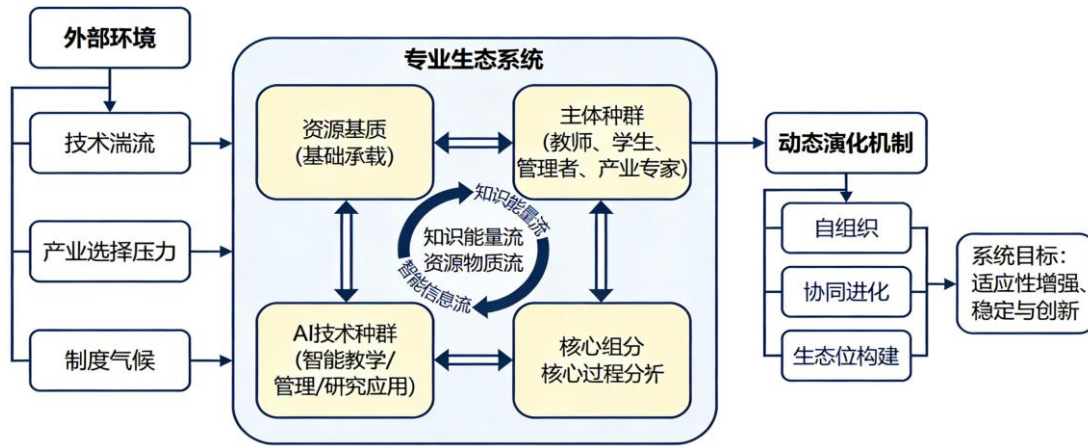 外部环境
技术湍流
产业选择压力
制度气候
专业生态系统
资源基质
(基础承载)
主体种群
(教师、学生、
管理者、产业专家)
知识能量流
知识能量流
资源物质流
智能信息流
AI技术种群
(智能教学/
管理/研究应用)
核心组分
核心过程分析
动态演化机制
自组织
协同进化
生态位构建
系统目标:
适应性增强、
稳定与创新